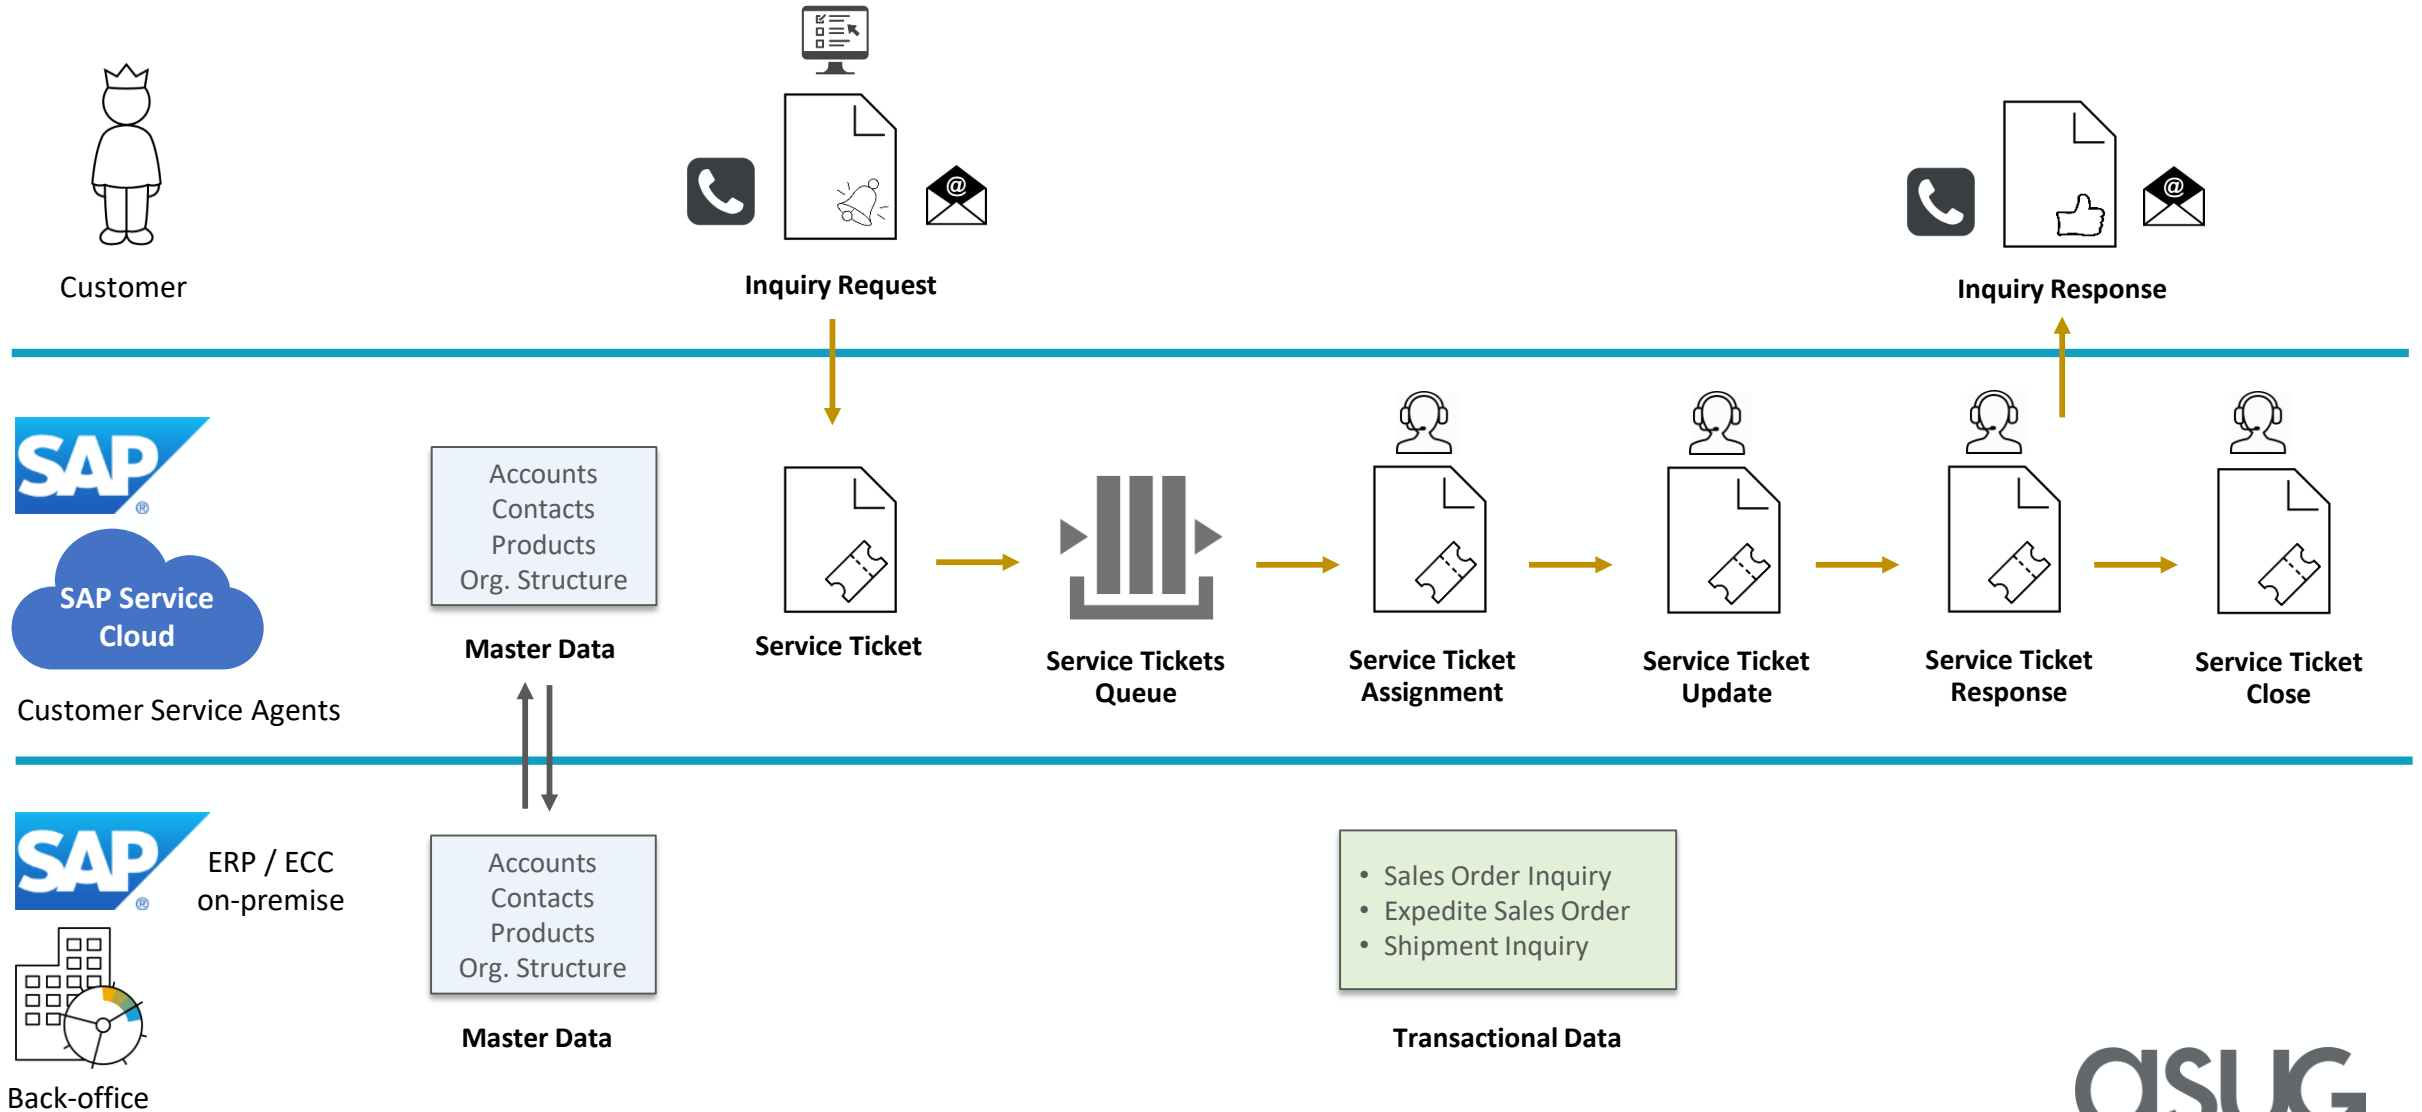 @
@
Customer
Inquiry Request
Inquiry Response
SAP
®
SAP Service
Cloud
Customer Service Agents
Accounts
Contacts
Products
Org. Structure
Master Data
Service Ticket
Service Tickets
Queue
Service Ticket
Assignment
Service Ticket
Update
Service Ticket
Response
Service Ticket
Close
SAP
®
ERP / ECC
on-premise
Back-office
Accounts
Contacts
Products
Org. Structure
Master Data
• Sales Order Inquiry
• Expedite Sales Order
• Shipment Inquiry
Transactional Data
asug